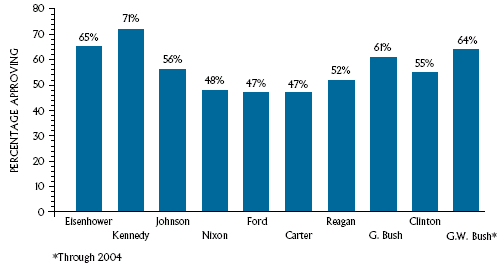 PERCENTAGE APPROVING
80
70
60
50
40
30
20
10
0
65%
71%
56%
48%
47%
47%
52%
61%
55%
64%
Eisenhower
Kennedy
Johnson
Nixon
Ford
Carter
Reagan
G. Bush
Clinton
G.W. Bush*
*Through 2004